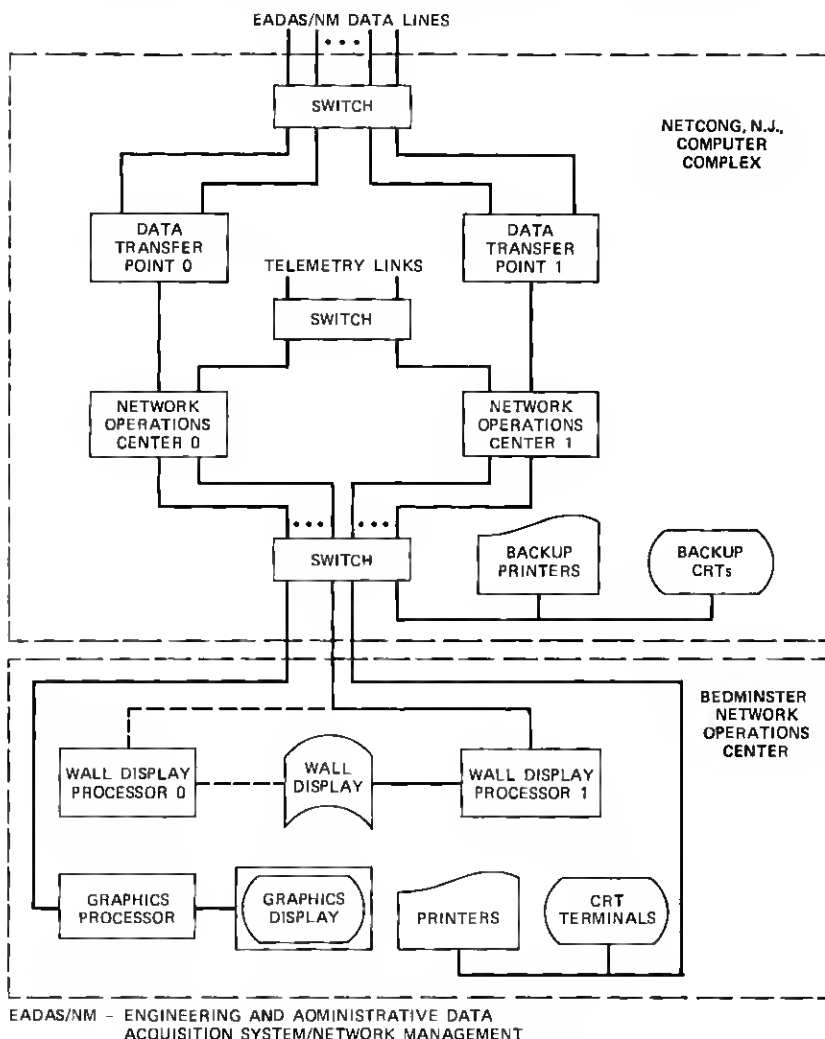 EADAS/NM DATA LINES
SWITCH
NETCONG, N.J.,
COMPUTER
COMPLEX
DATA
TRANSFER
POINT 0
DATA
TRANSFER
POINT 1
TELEMETRY LINKS
SWITCH
NETWORK
OPERATIONS
CENTER 0
NETWORK
OPERATIONS
CENTER 1
SWITCH
BACKUP
PRINTERS
BACKUP
CRTs
BEDMINSTER
NETWORK
OPERATIONS
CENTER
WALL DISPLAY
PROCESSOR 0
WALL
DISPLAY
WALL DISPLAY
PROCESSOR 1
GRAPHICS
PROCESSOR
GRAPHICS
DISPLAY
PRINTERS
CRT
TERMINALS
EADAS/NM – ENGINEERING AND AOMINISTRATIVE DATA
ACQUISITION SYSTEM/NETWORK MANAGEMENT